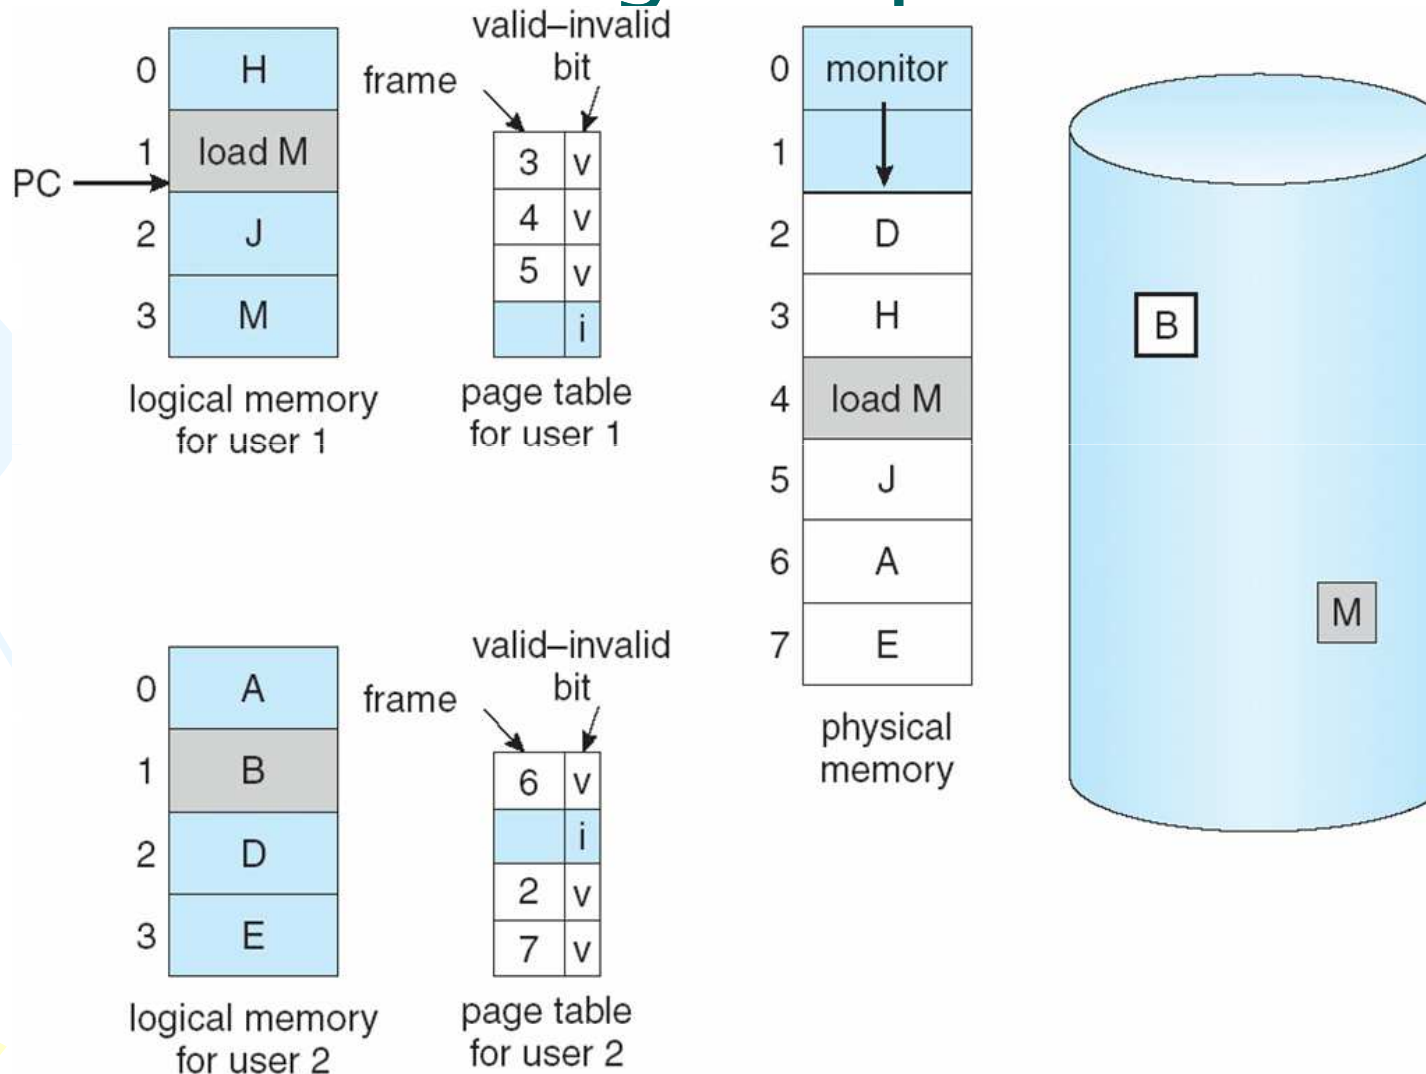 valid–invalid
bit
frame
0 H
1 load M
PC
2 J
3 M
3 v
4 v
5 v
i
logical memory
for user 1
page table
for user 1
0 monitor
1
2 D
3 H
4 load M
5 J
6 A
7 E
physical
memory
B
M
valid–invalid
bit
frame
0 A
1 B
2 D
3 E
6 v
i
2 v
7 v
logical memory
for user 2
page table
for user 2